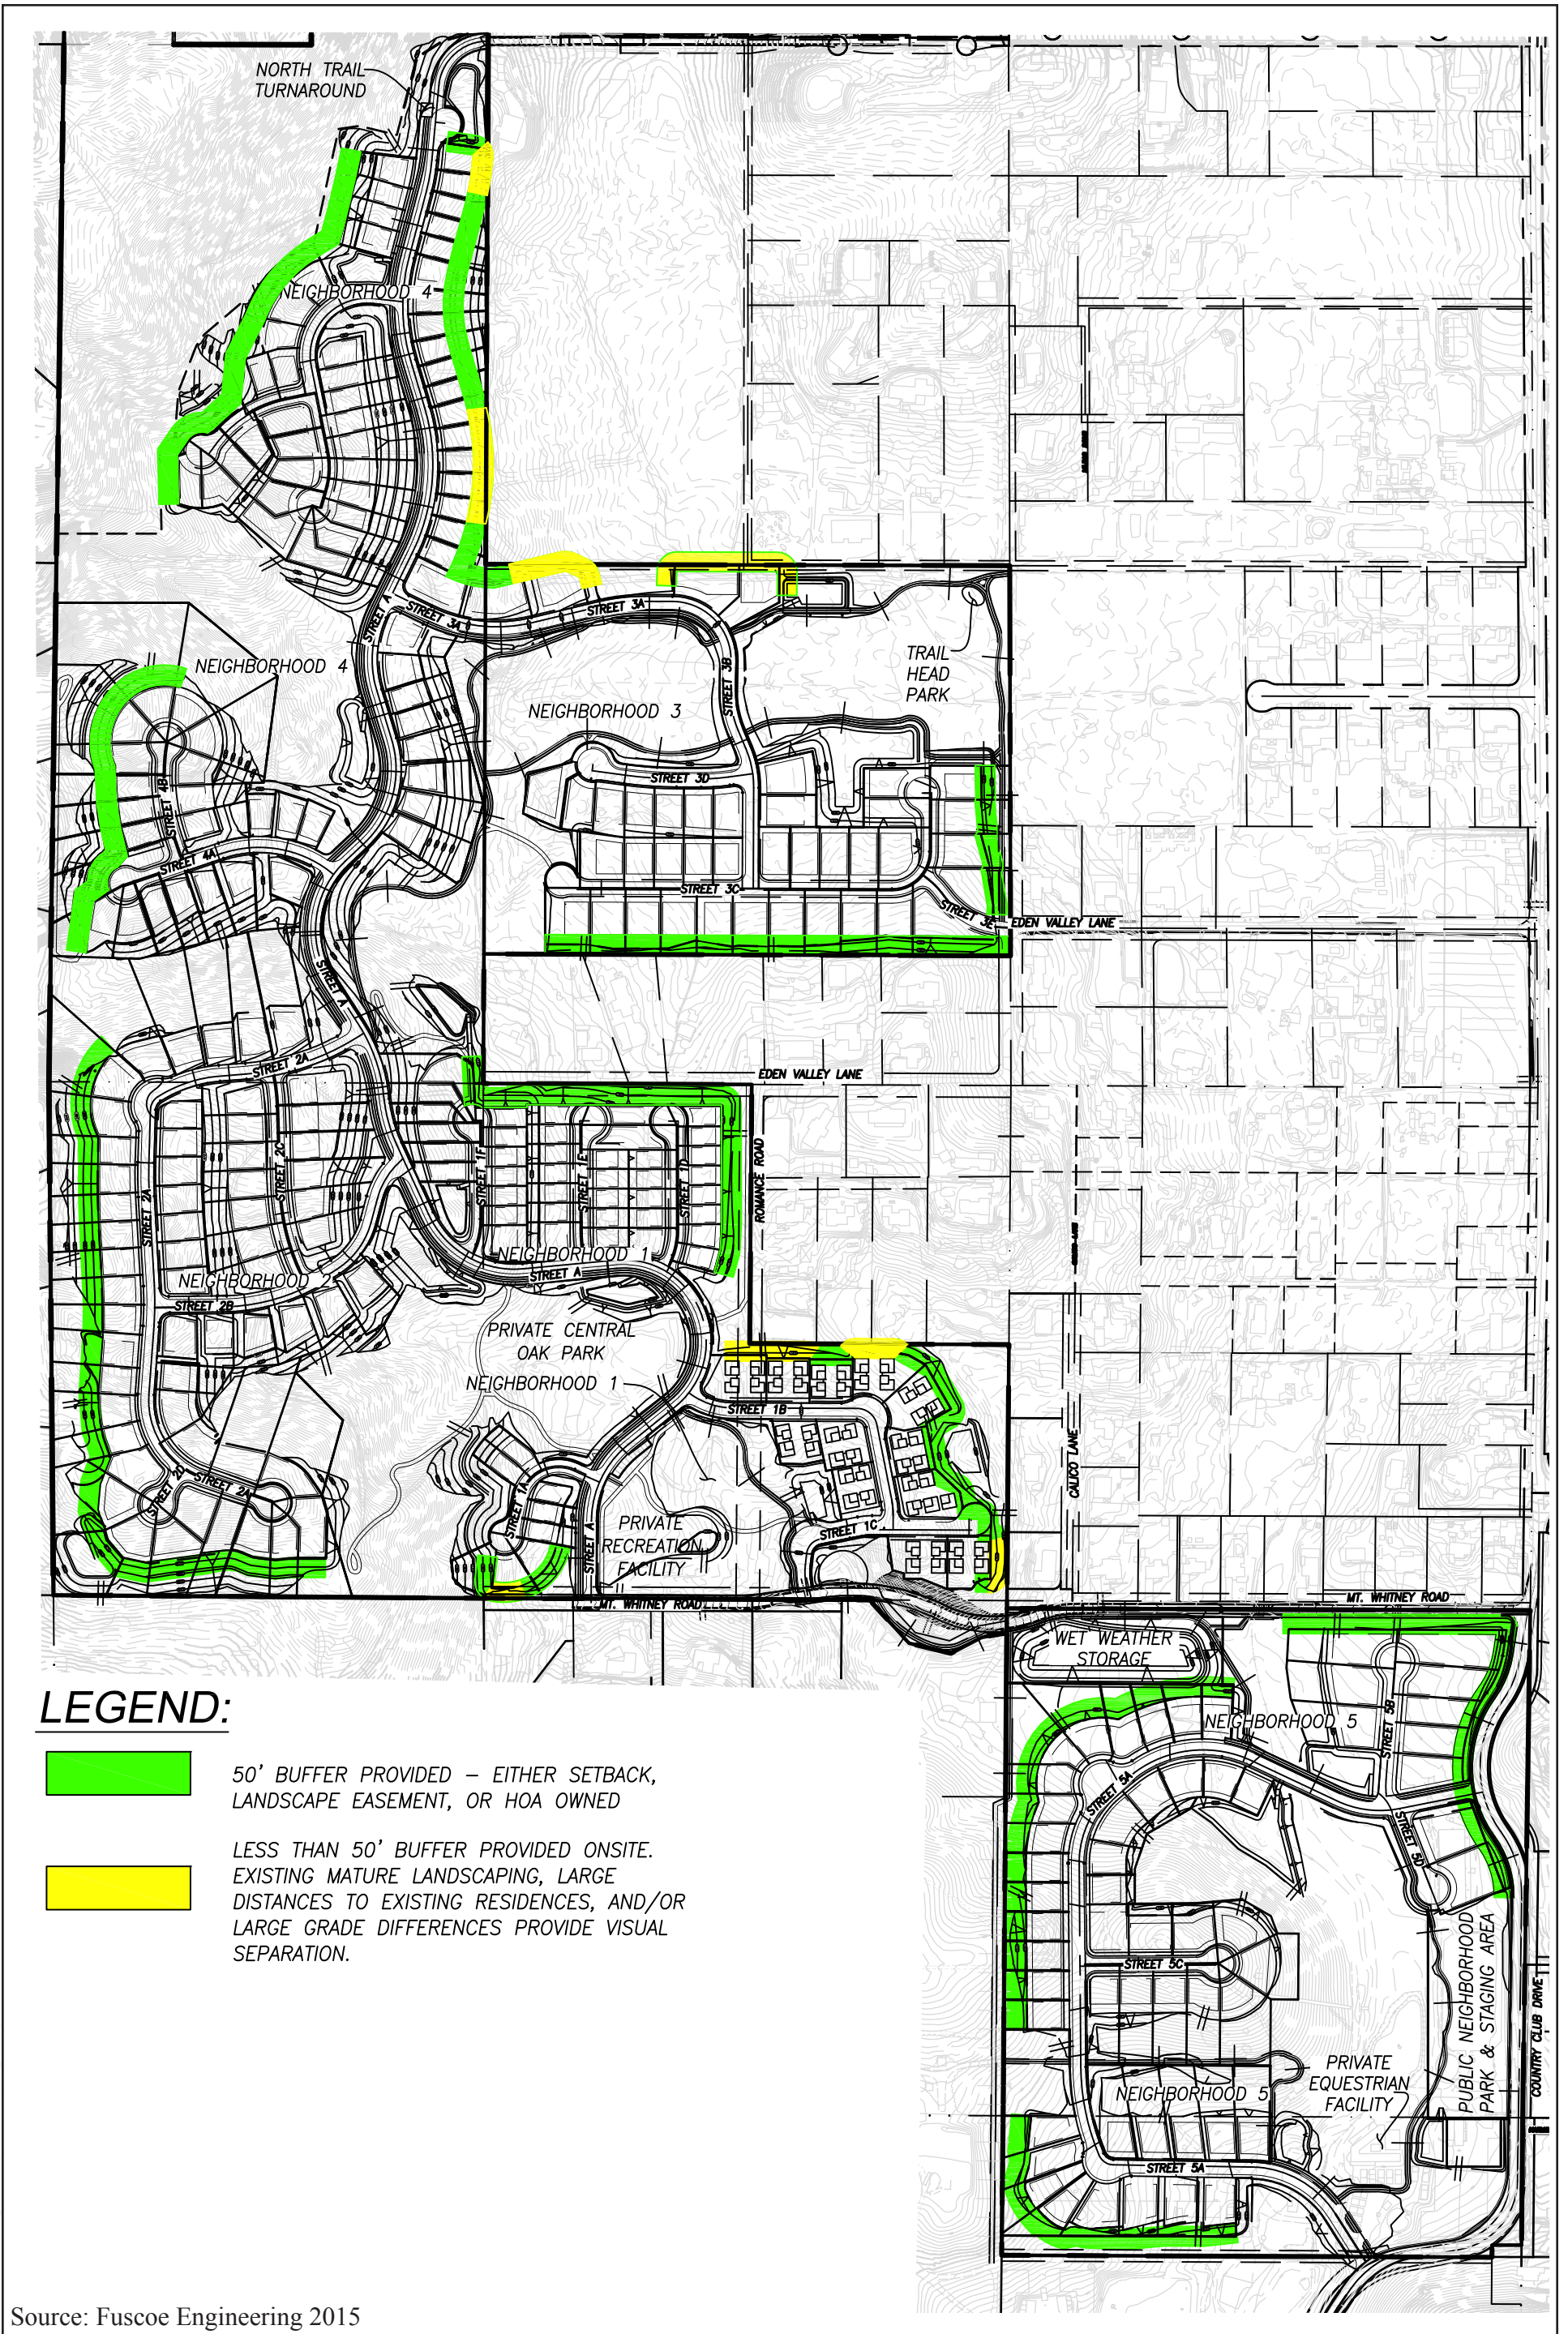 NORTH TRAIL
TURNAROUND
NEIGHBORHOOD 4
STREET A
STREET 3A
STREET 3A
NEIGHBORHOOD 4
STREET 3B
TRAIL
HEAD
PARK
NEIGHBORHOOD 3
STREET 3D
STREET 4B
STREET 4A
STREET 3C
STREET 3E
EDEN VALLEY LANE
STREET A
STREET 2A
EDEN VALLEY LANE
STREET 2C
STREET 2A
STREET 1F
STREET 1E
STREET 1D
ROMANCE ROAD
NEIGHBORHOOD 1
STREET A
NEIGHBORHOOD 2
STREET 2B
PRIVATE CENTRAL
OAK PARK
NEIGHBORHOOD 1
STREET 1B
CALICO LANE
STREET 2D
STREET 2A
STREET 1A
STREET A
PRIVATE
RECREATION
FACILITY
STREET 1C
MT. WHITNEY ROAD
MT. WHITNEY ROAD
WET WEATHER
STORAGE
NEIGHBORHOOD 5
STREET 5B
STREET 5A
STREET 5D
STREET 5C
PUBLIC NEIGHBORHOOD
PARK & STAGING AREA
COUNTRY CLUB DRIVE
PRIVATE
EQUESTRIAN
FACILITY
NEIGHBORHOOD 5
STREET 5A
LEGEND:
50' BUFFER PROVIDED – EITHER SETBACK,
LANDSCAPE EASEMENT, OR HOA OWNED
LESS THAN 50' BUFFER PROVIDED ONSITE.
EXISTING MATURE LANDSCAPING, LARGE
DISTANCES TO EXISTING RESIDENCES, AND/OR
LARGE GRADE DIFFERENCES PROVIDE VISUAL
SEPARATION.
Source: Fuscoe Engineering 2015